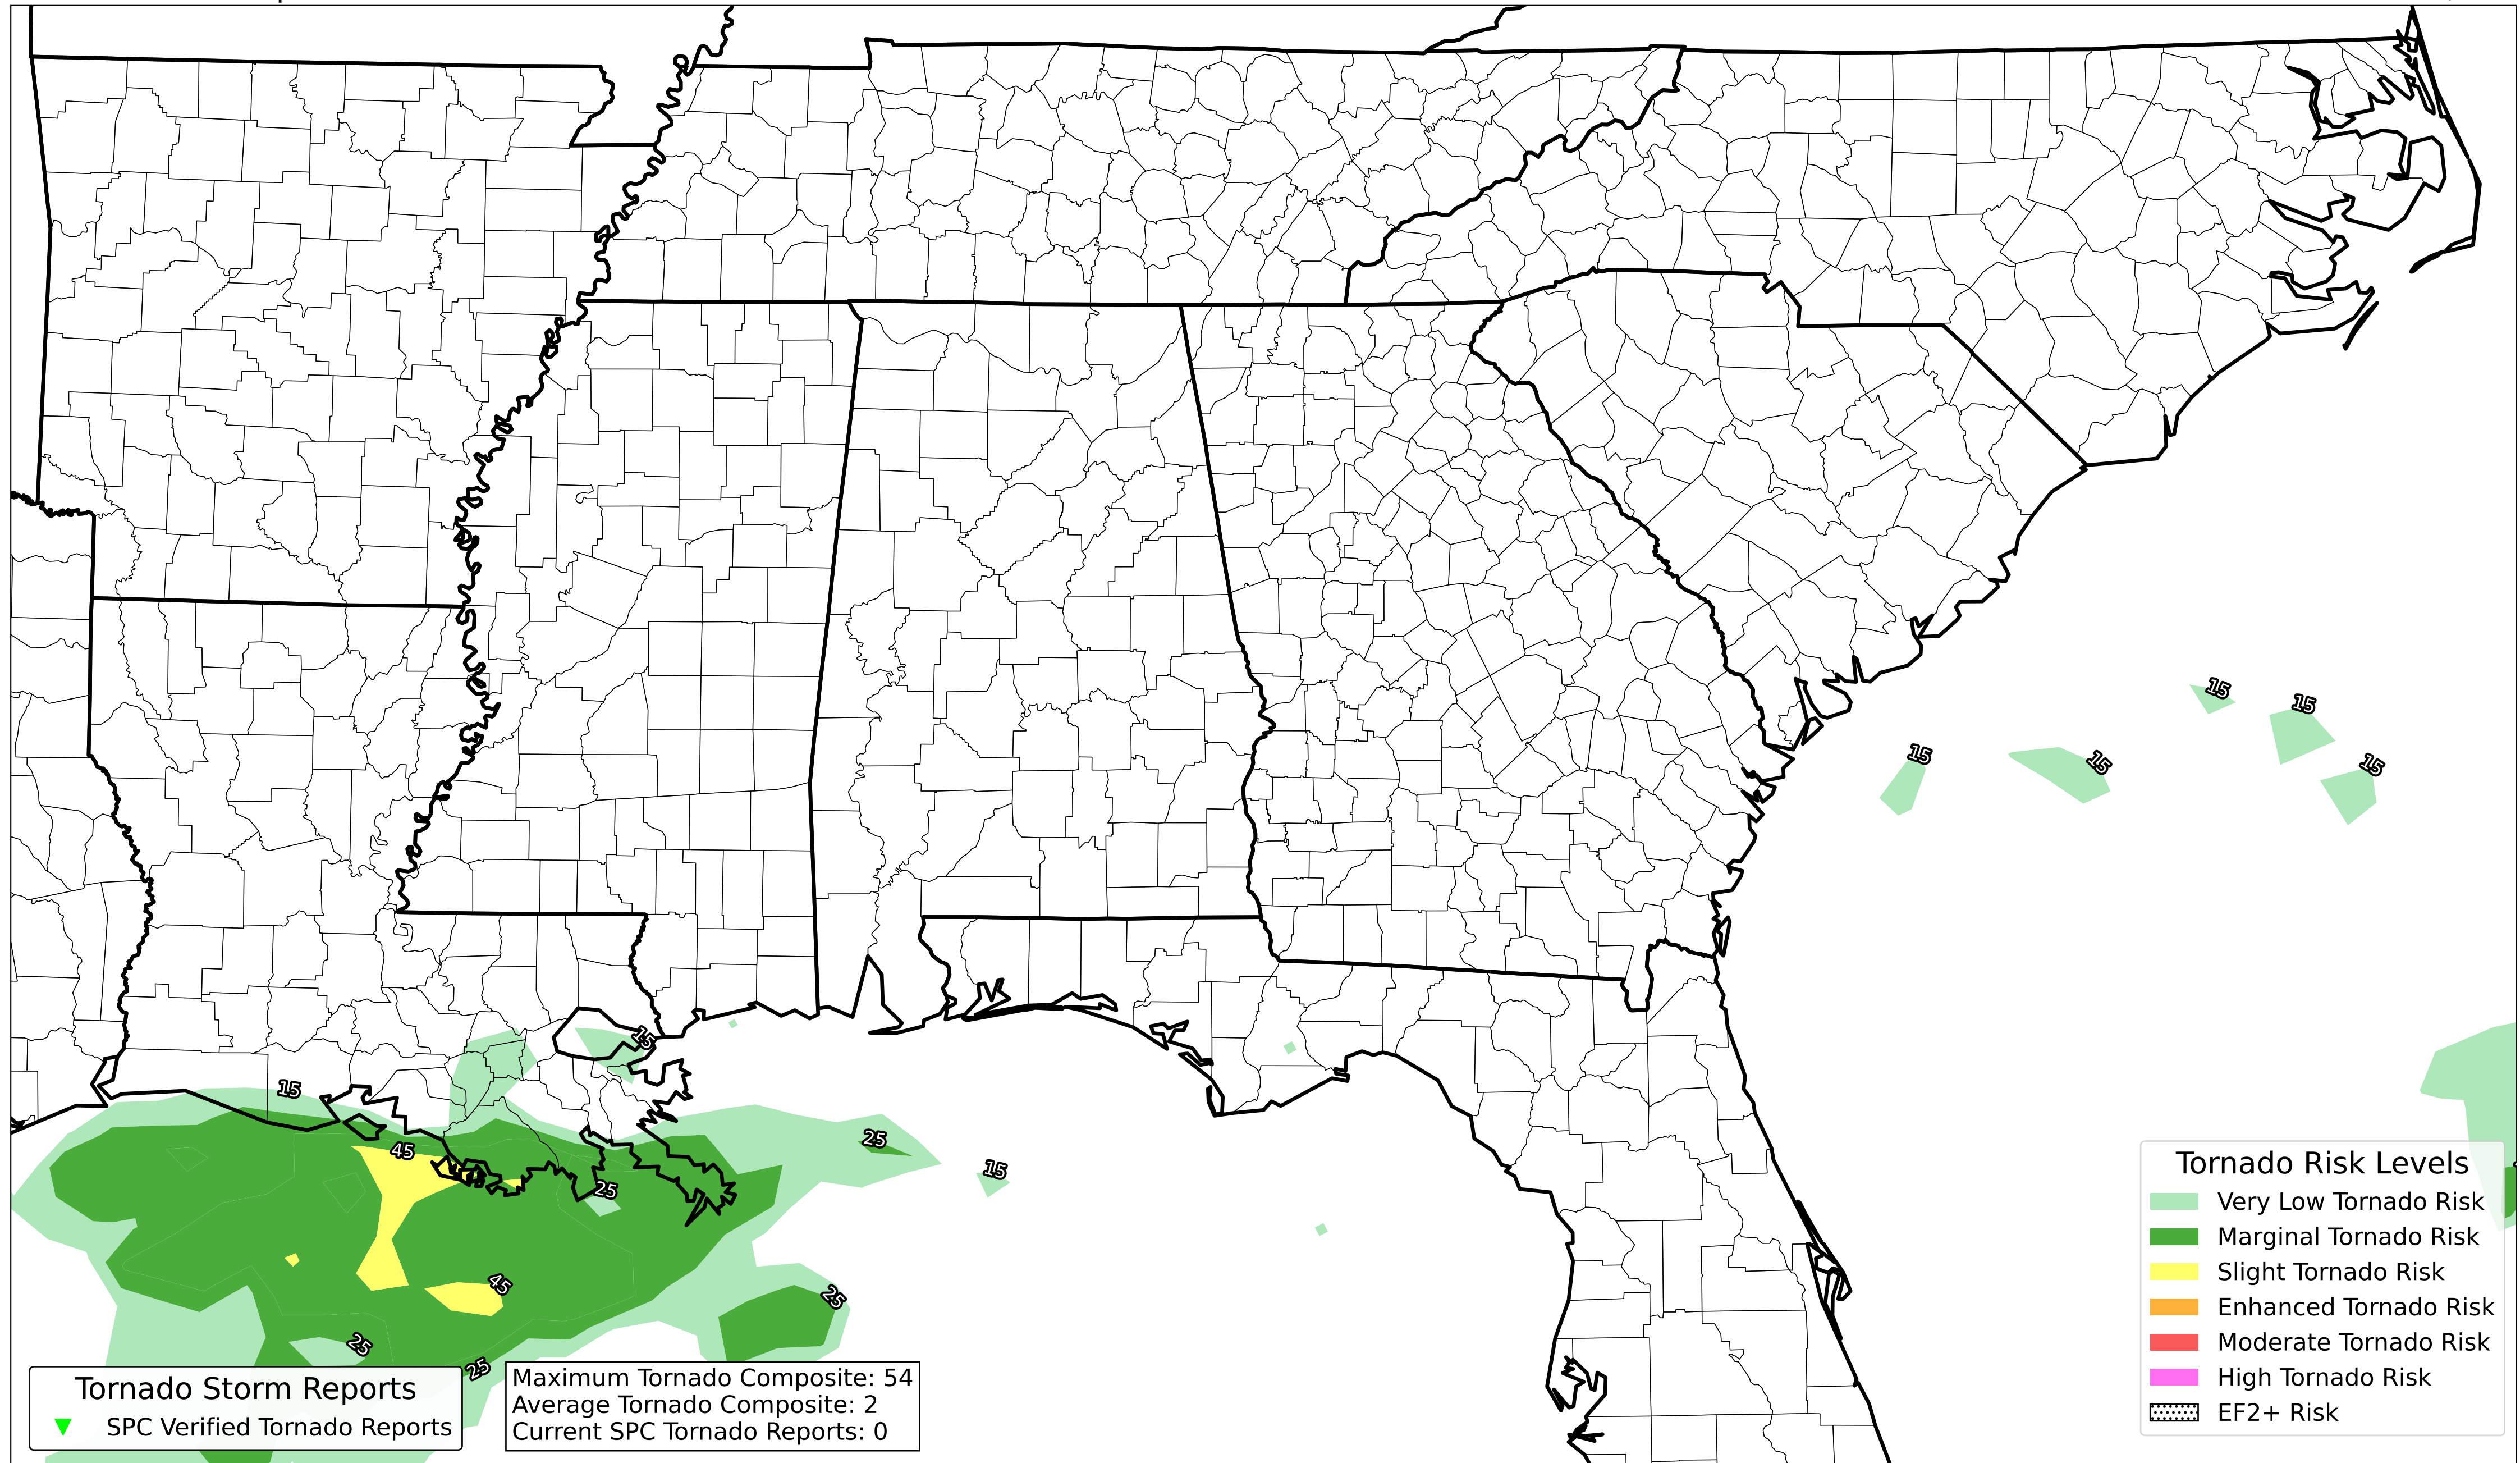 15
15
15
15
15
15
15
25
45
15
25
45
25
25
25
Tornado Risk Levels
Very Low Tornado Risk
Marginal Tornado Risk
Slight Tornado Risk
Enhanced Tornado Risk
Moderate Tornado Risk
High Tornado Risk
EF2+ Risk
Tornado Storm Reports
SPC Verified Tornado Reports
Maximum Tornado Composite: 54
Average Tornado Composite: 2
Current SPC Tornado Reports: 0